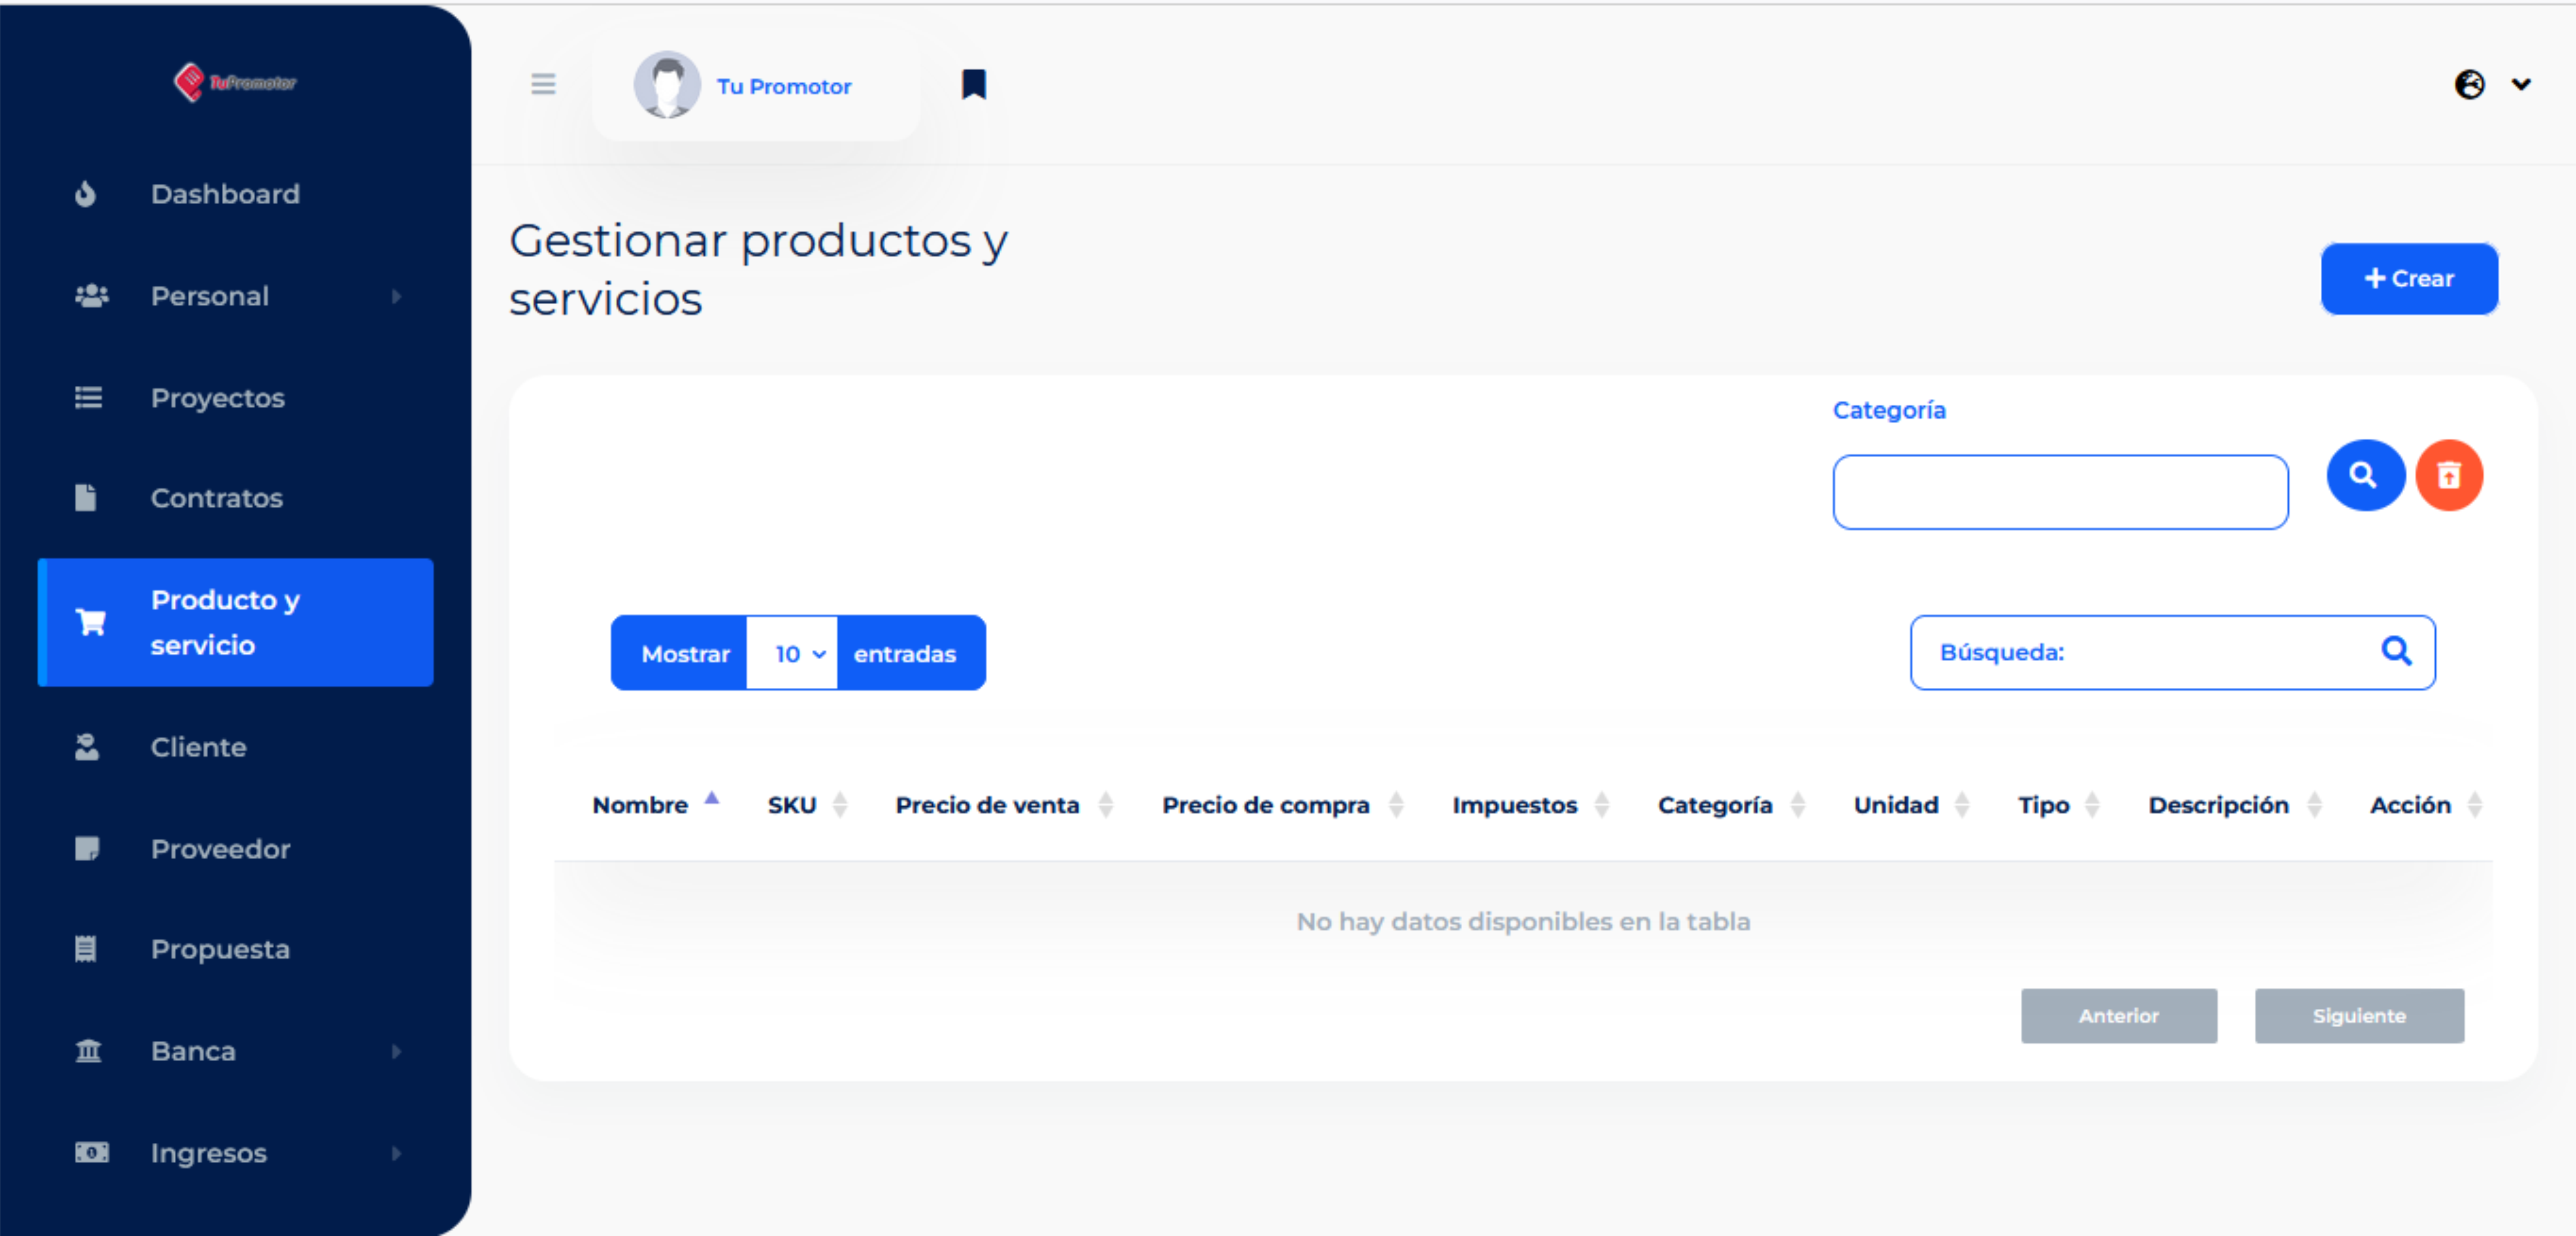 TuPromotor
Tu Promotor
Dashboard
Personal
Proyectos
Contratos
Producto y
servicio
Cliente
Proveedor
Propuesta
Banca
Ingresos
Gestionar productos y
servicios
Crear
Categoría
Mostrar 10 entradas
Búsqueda:
Nombre SKU Precio de venta Precio de compra Impuestos Categoría Unidad Tipo Descripción Acción
No hay datos disponibles en la tabla
Anterior Siguiente